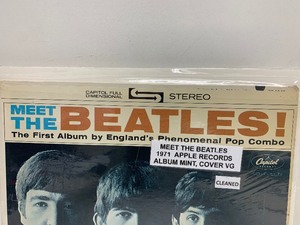 CAPITOL FULL
DIMENSIONAL
STEREO
MEET
THE BEATLES!
The First Album by England's Phenomenal Pop Combo
MEET THE BEATLES
1971 APPLE RECORDS
ALBUM MINT, COVER VG
CLEANED
Capitol